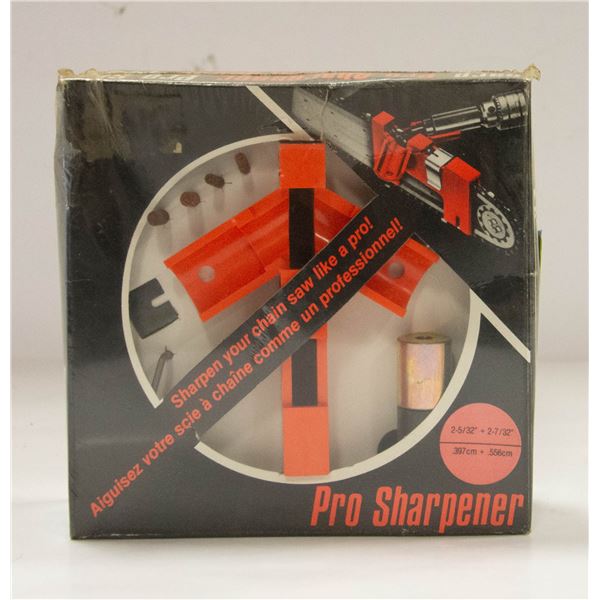 Sharpen your chain saw like a pro!
Aiguisez votre scie à chaîne comme un professionnel!
2-5/32" + 2-7/32"
.397cm + .556cm
Pro Sharpener